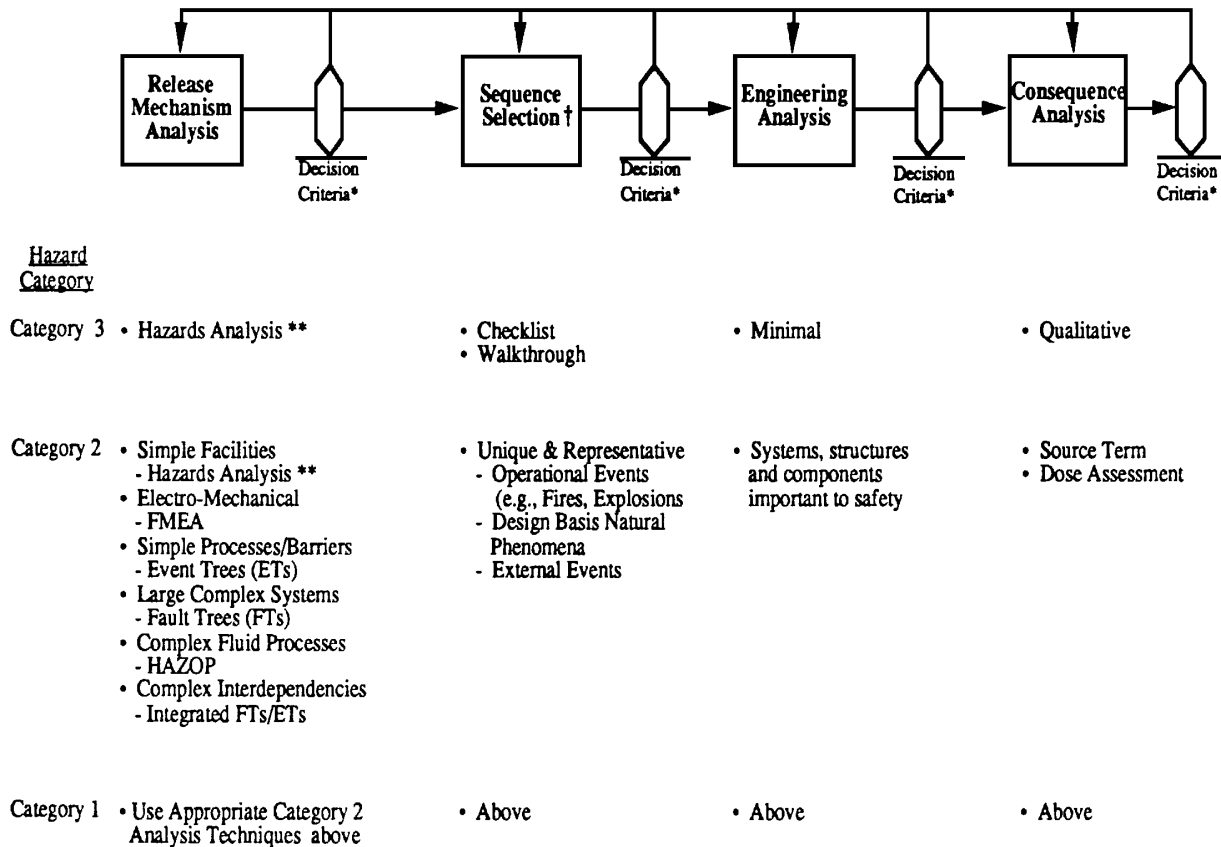 Release
Mechanism
Analysis
Sequence
Selection †
Engineering
Analysis
Consequence
Analysis
Decision
Criteria*
Decision
Criteria*
Decision
Criteria*
Decision
Criteria*
Hazard
Category
Category 3
• Hazards Analysis **
• Checklist
• Walkthrough
• Minimal
• Qualitative
Category 2
• Simple Facilities
- Hazards Analysis **
• Electro-Mechanical
- FMEA
• Simple Processes/Barriers
- Event Trees (ETs)
• Large Complex Systems
- Fault Trees (FTs)
• Complex Fluid Processes
- HAZOP
• Complex Interdependencies
- Integrated FTs/ETs
• Unique & Representative
- Operational Events
(e.g., Fires, Explosions
- Design Basis Natural
Phenomena
- External Events
• Systems, structures
and components
important to safety
• Source Term
• Dose Assessment
Category 1
• Use Appropriate Category 2
Analysis Techniques above
• Above
• Above
• Above